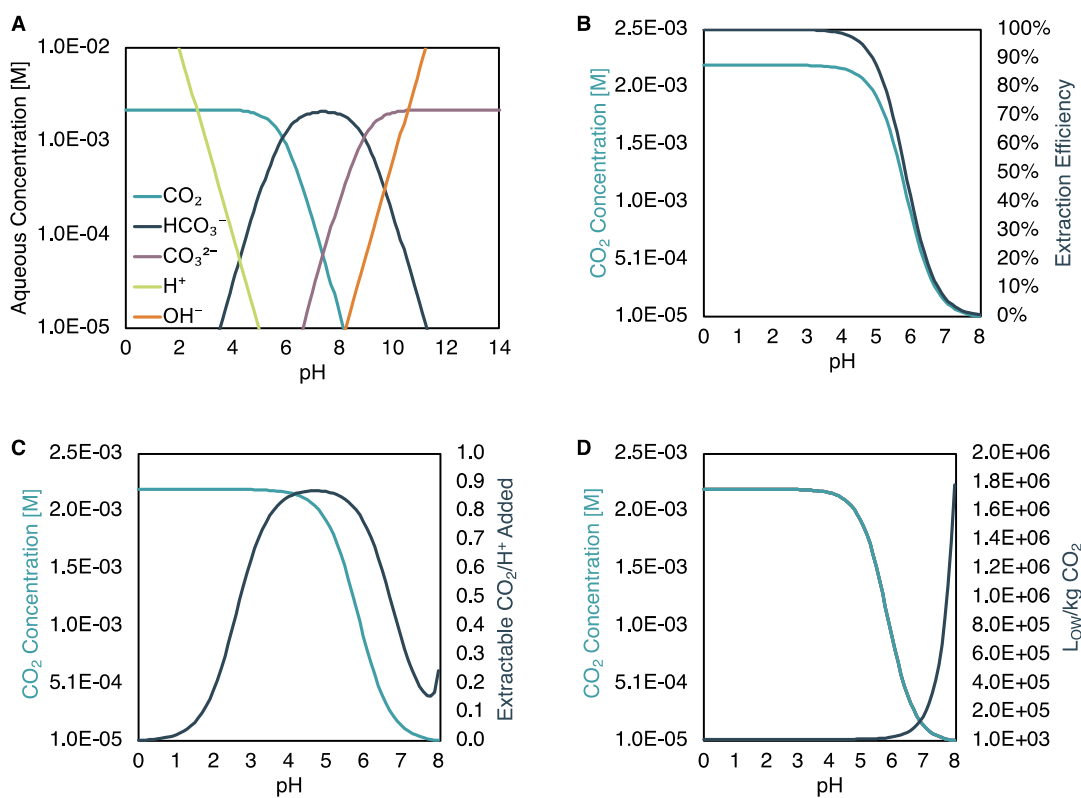 A
1.0E-02
1.0E-03
1.0E-04
1.0E-05
Aqueous Concentration [M]
CO₂
HCO₃⁻
CO₃²⁻
H⁺
OH⁻
0 2 4 6 8 10 12 14
pH
B
2.5E-03
2.0E-03
1.5E-03
1.0E-03
5.1E-04
1.0E-05
CO₂ Concentration [M]
100%
90%
80%
70%
60%
50%
40%
30%
20%
10%
0%
Extraction Efficiency
0 1 2 3 4 5 6 7 8
pH
C
2.5E-03
2.0E-03
1.5E-03
1.0E-03
5.1E-04
1.0E-05
CO₂ Concentration [M]
1.0
0.9
0.8
0.7
0.6
0.5
0.4
0.3
0.2
0.1
0.0
Extractable CO₂/H⁺ Added
0 1 2 3 4 5 6 7 8
pH
D
2.5E-03
2.0E-03
1.5E-03
1.0E-03
5.1E-04
1.0E-05
CO₂ Concentration [M]
2.0E+06
1.8E+06
1.6E+06
1.4E+06
1.2E+06
1.0E+06
8.0E+05
6.0E+05
4.0E+05
2.0E+05
1.0E+03
L_OW/kg CO₂
0 1 2 3 4 5 6 7 8
pH